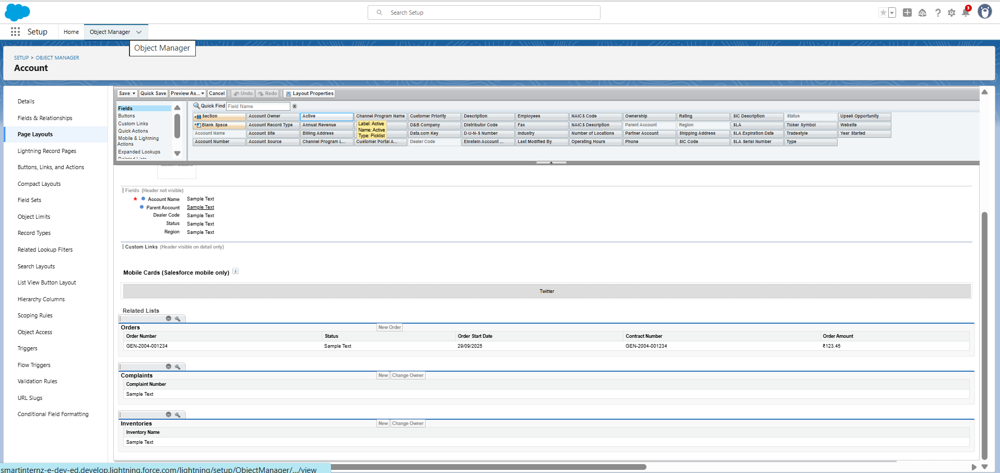 Search Setup
3
Setup
Home
Object Manager
Object Manager
SETUP > OBJECT MANAGER
Account
Details
Fields & Relationships
Page Layouts
Lightning Record Pages
Buttons, Links, and Actions
Compact Layouts
Field Sets
Object Limits
Record Types
Related Lookup Filters
Search Layouts
List View Button Layout
Hierarchy Columns
Scoping Rules
Object Access
Triggers
Flow Triggers
Validation Rules
URL Slugs
Conditional Field Formatting
Save Quick Save Preview As... Cancel Undo Redo Layout Properties
Fields
Buttons
Custom Links
Quick Actions
Mobile & Lightning
Actions
Expanded Lookups
Related Lists
Quick Find Field Name
Section Account Owner Active Channel Program Name Customer Priority Description Employees NAICS Code Ownership Rating SIC Description Status Upsell Opportunity
Blank Space Account Record Type Annual Revenue D&B Company Distributor Code Fax NAICS Description Parent Account Region SLA Ticker Symbol Website
Account Name Account Site Billing Address Data.com Key D-U-N-S Number Industry Number of Locations Partner Account Shipping Address SLA Expiration Date Tradestyle Year Started
Account Number Account Source Channel Program L... Customer Portal A... Dealer Code Einstein Account ... Last Modified By Operating Hours Phone SIC Code SLA Serial Number Type
Label: Active
Name: Active
Type: Picklist
Custom Buttons
Fields (Header not visible)
* Account Name Sample Text
Parent Account Sample Text
Dealer Code Sample Text
Status Sample Text
Region Sample Text
Custom Links (Header visible on detail only)
Mobile Cards (Salesforce mobile only) i
Twitter
Related Lists
Orders New Order
Order Number Status Order Start Date Contract Number Order Amount
GEN-2004-001234 Sample Text 29/09/2025 GEN-2004-001234 ₹123.45
Complaints New Change Owner
Complaint Number
Sample Text
Inventories New Change Owner
Inventory Name
Sample Text
smartinternz-e-dev-ed.develop.lightning.force.com/lightning/setup/ObjectManager/.../view